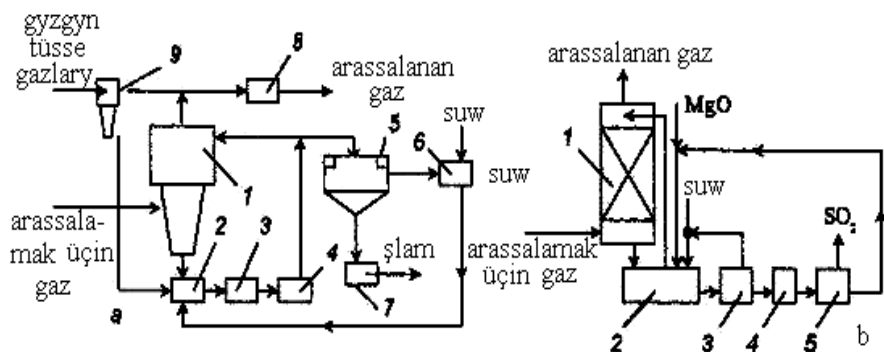 gyzgyn
tüsse
gazlary
9
8
arassalanan
gaz
suw
5
6
suw
1
arassala-
mak üçin
gaz
2
3
4
şlam
7
a
arassalanan gaz
MgO
1
suw
SO₂
arassalamak
üçin gaz
2
3
4
5
b